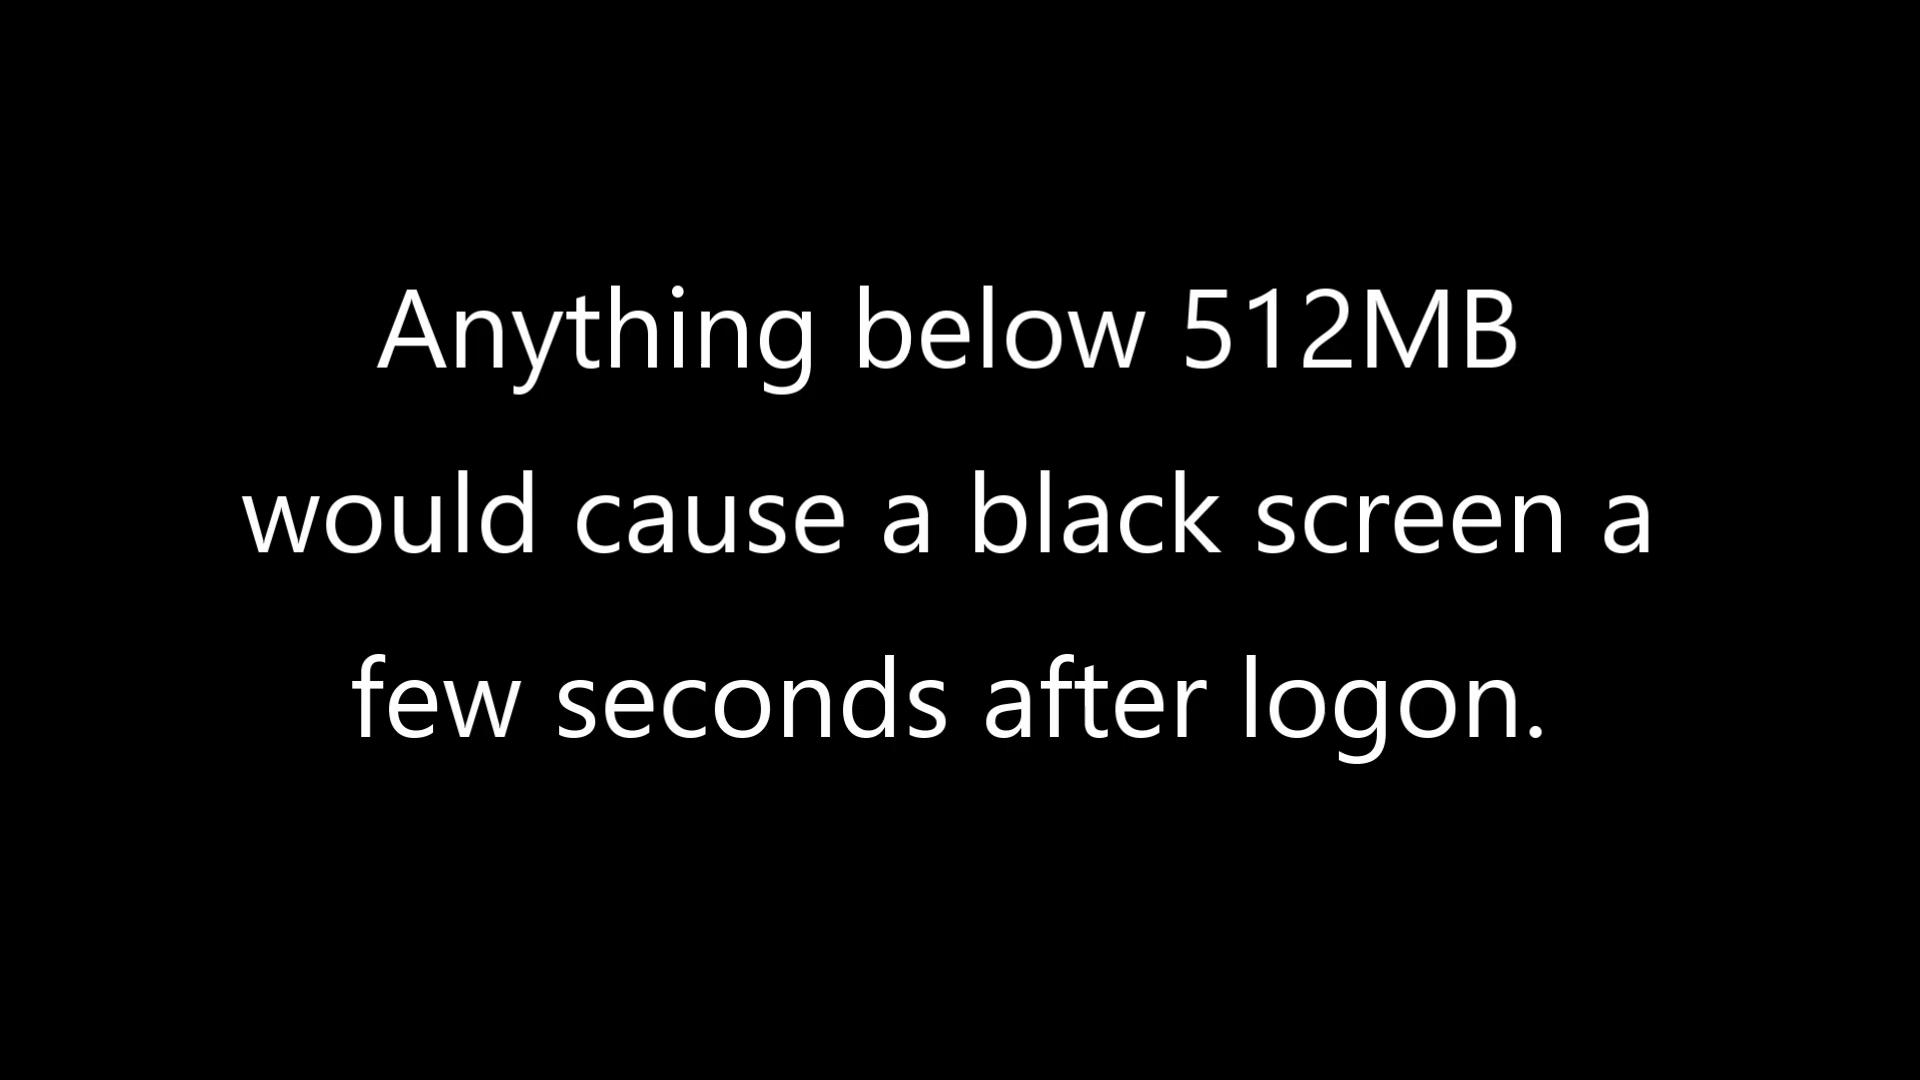 Anything below 512MB
would cause a black screen a
few seconds after logon.